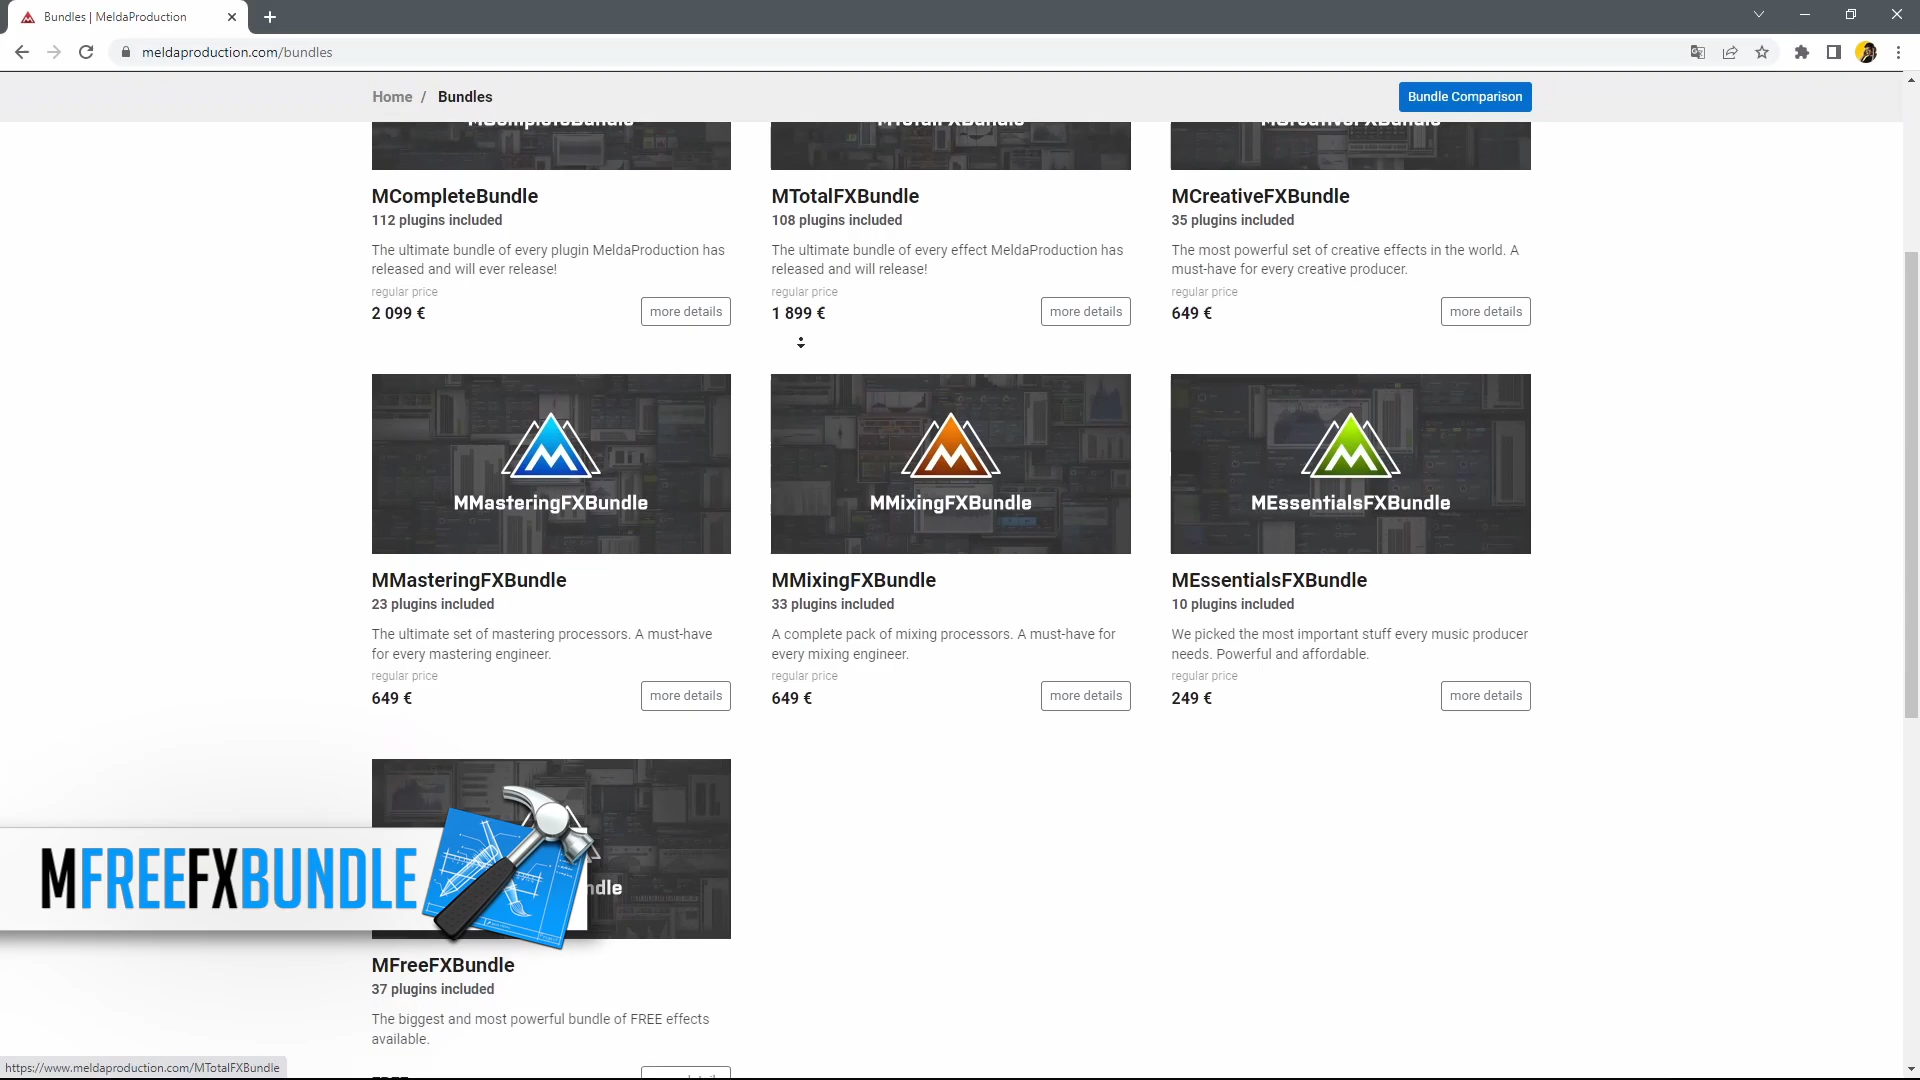 Bundles | MeldaProduction
meldaproduction.com/bundles
Home / Bundles
Bundle Comparison
MCompleteBundle
MTotalFXBundle
MCreativeFXBundle
MCompleteBundle
112 plugins included
The ultimate bundle of every plugin MeldaProduction has
released and will ever release!
regular price
2 099 €
more details
MTotalFXBundle
108 plugins included
The ultimate bundle of every effect MeldaProduction has
released and will release!
regular price
1 899 €
more details
MCreativeFXBundle
35 plugins included
The most powerful set of creative effects in the world. A
must-have for every creative producer.
regular price
649 €
more details
MMasteringFXBundle
MMasteringFXBundle
23 plugins included
The ultimate set of mastering processors. A must-have
for every mastering engineer.
regular price
649 €
more details
MMixingFXBundle
MMixingFXBundle
33 plugins included
A complete pack of mixing processors. A must-have for
every mixing engineer.
regular price
649 €
more details
MEssentialsFXBundle
MEssentialsFXBundle
10 plugins included
We picked the most important stuff every music producer
needs. Powerful and affordable.
regular price
249 €
more details
MFREEFXBUNDLE
ndle
MFreeFXBundle
37 plugins included
The biggest and most powerful bundle of FREE effects
available.
https://www.meldaproduction.com/MTotalFXBundle